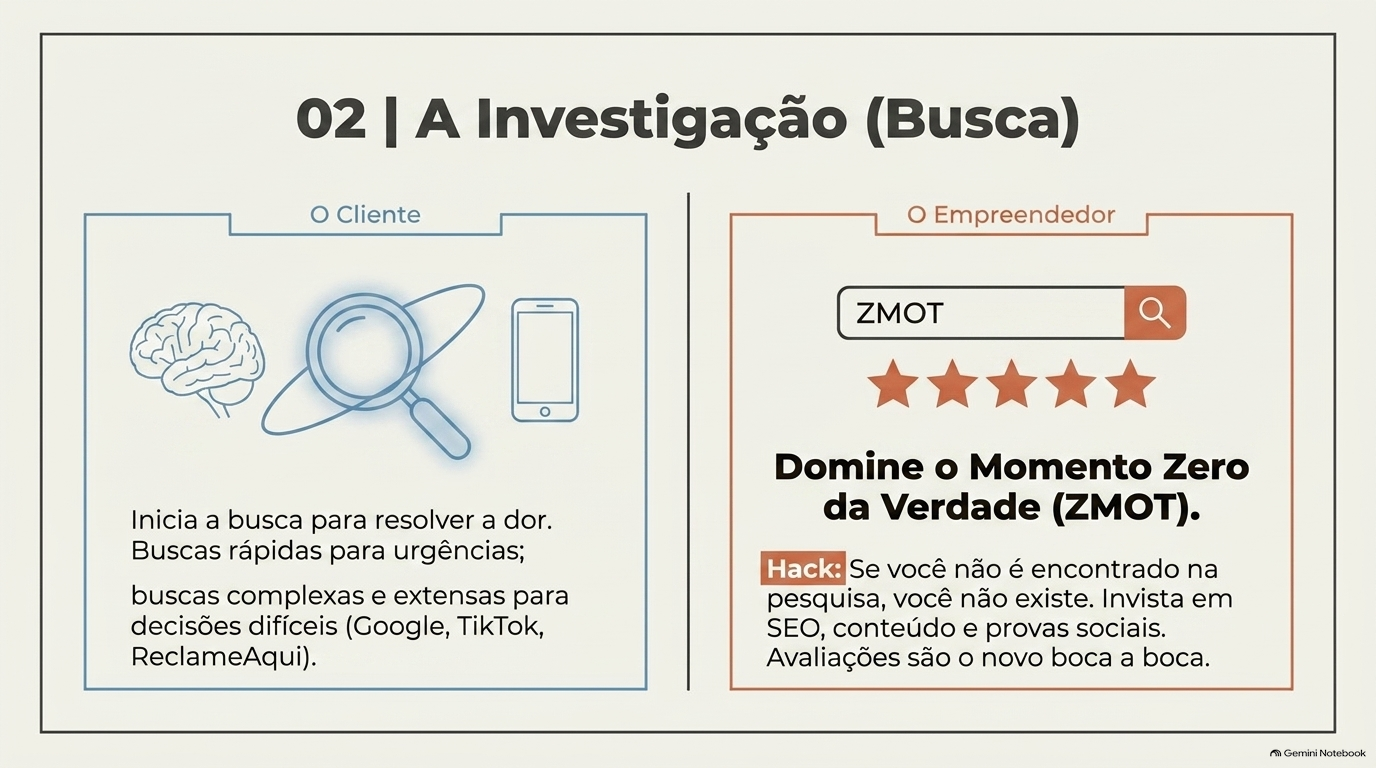 02 | A Investigação (Busca)
O Cliente
Inicia a busca para resolver a dor.
Buscas rápidas para urgências;
buscas complexas e extensas para
decisões difíceis (Google, TikTok,
ReclameAqui).
O Empreendedor
ZMOT
Domine o Momento Zero
da Verdade (ZMOT).
Hack: Se você não é encontrado na
pesquisa, você não existe. Invista em
SEO, conteúdo e provas sociais.
Avaliações são o novo boca a boca.
Gemini Notebook